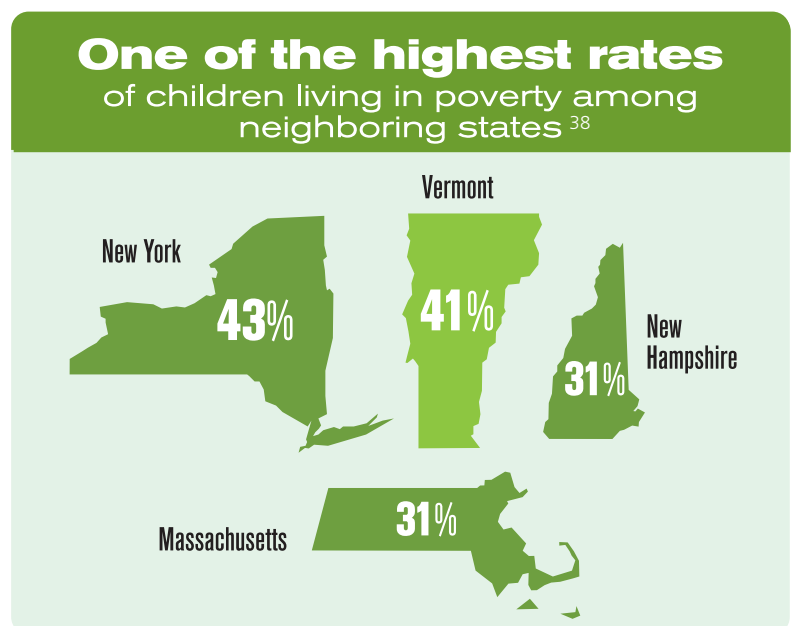 One of the highest rates
of children living in poverty among
neighboring states 38
Vermont
New York
43%
41%
New
Hampshire
31%
Massachusetts
31%